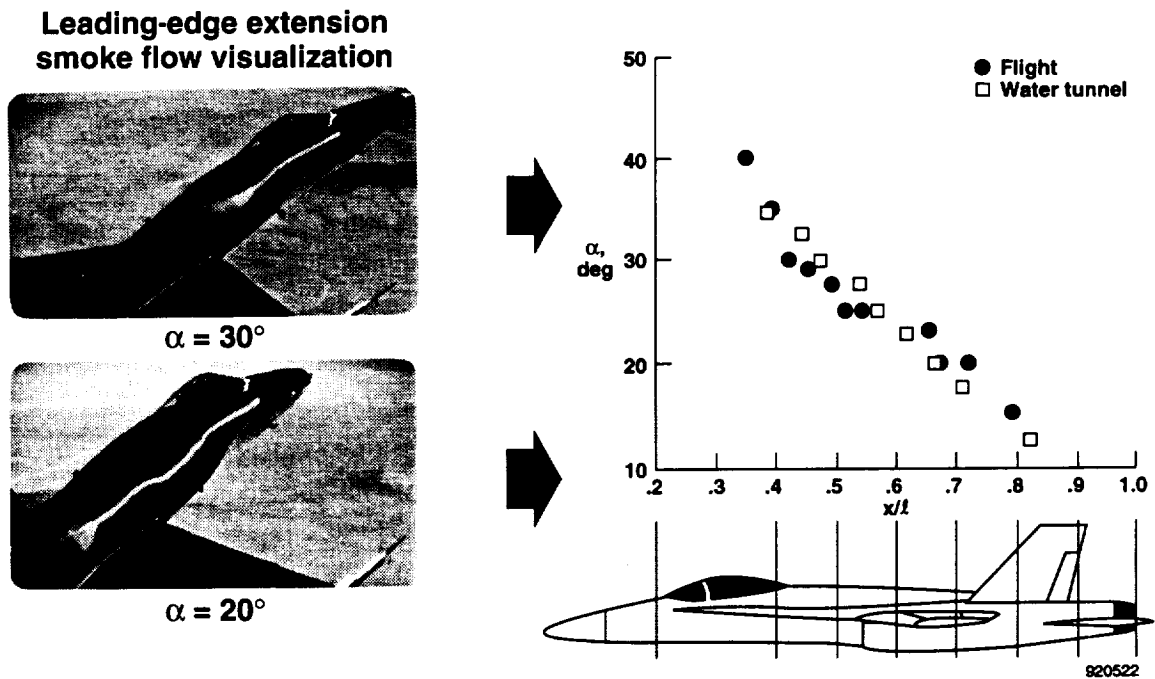 Leading-edge extension
smoke flow visualization
α = 30°
α = 20°
Flight
Water tunnel
50
40
α,
deg
30
20
10
.2 .3 .4 .5 .6 .7 .8 .9 1.0
x/ℓ
920522